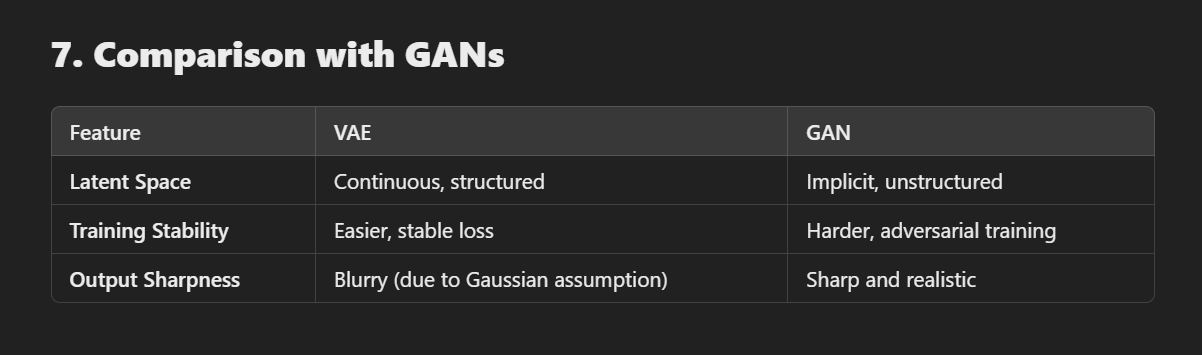 7. Comparison with GANs
Feature VAE GAN
Latent Space Continuous, structured Implicit, unstructured
Training Stability Easier, stable loss Harder, adversarial training
Output Sharpness Blurry (due to Gaussian assumption) Sharp and realistic